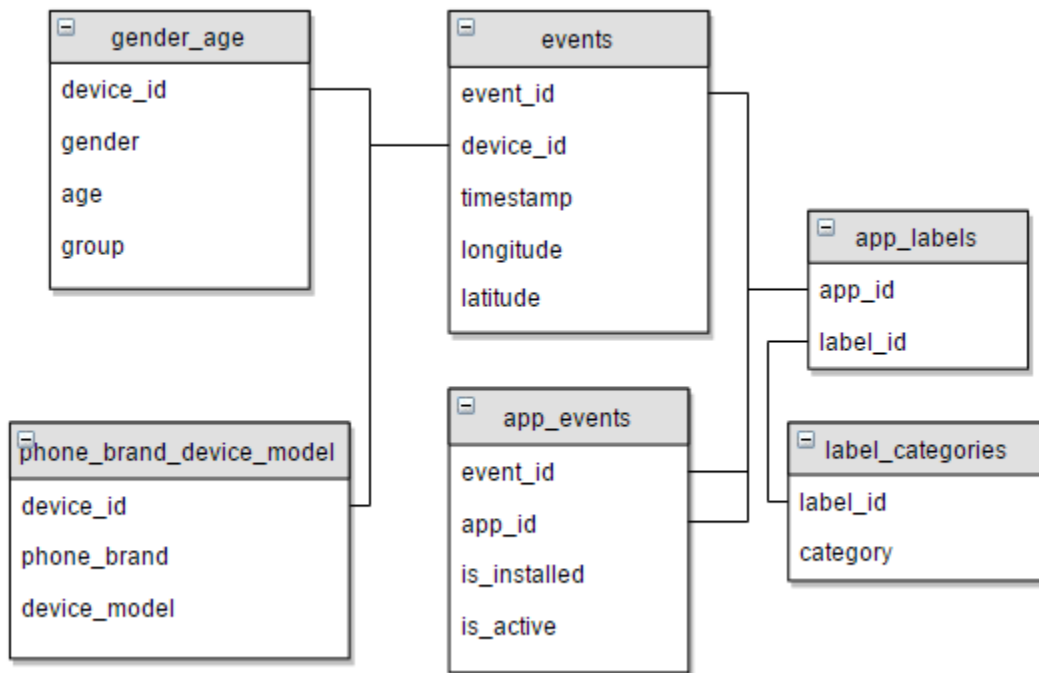 gender_age
device_id
gender
age
group
events
event_id
device_id
timestamp
longitude
latitude
app_labels
app_id
label_id
phone_brand_device_model
device_id
phone_brand
device_model
app_events
event_id
app_id
is_installed
is_active
label_categories
label_id
category